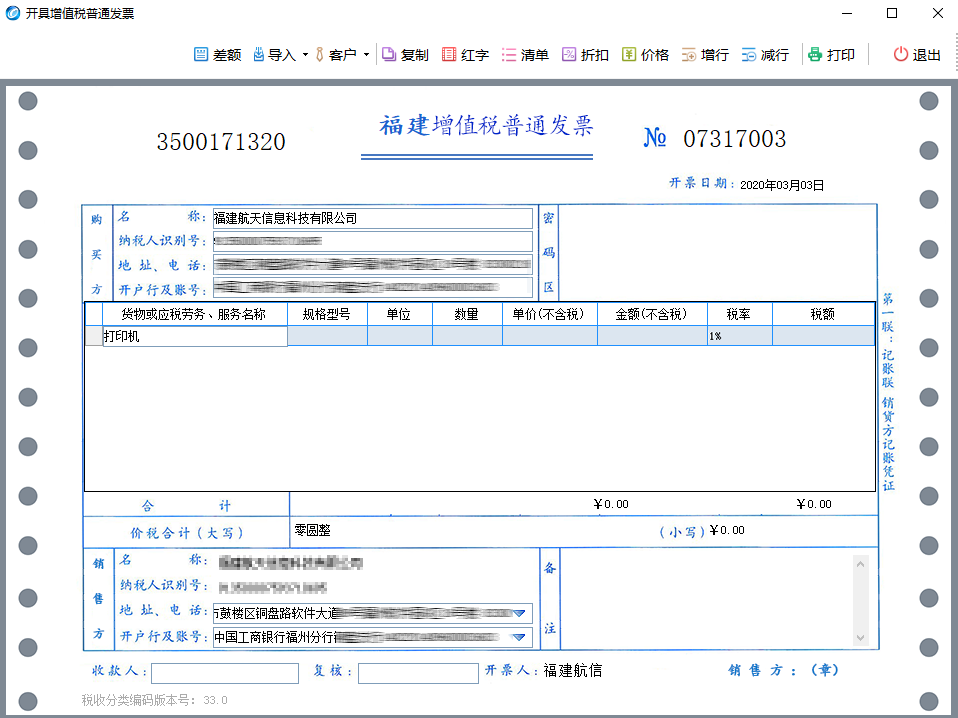 开具增值税普通发票
差额 导入 客户 复制 红字 清单 折扣 价格 增行 减行 打印 退出
3500171320 福建增值税普通发票 № 07317003
开票日期: 2020年03月03日
购买方
名 称: 福建航天信息科技有限公司
纳税人识别号:
地 址、电 话:
开户行及账号:
密码区
货物或应税劳务、服务名称 规格型号 单位 数量 单价(不含税) 金额(不含税) 税率 税额
打印机 1%
合 计 ¥0.00 ¥0.00
价税合计(大写) 零圆整 (小写) ¥0.00
第一联:记账联 销货方记账凭证
销售方
名 称:
纳税人识别号:
地 址、电 话: 鼓楼区铜盘路软件大道
开户行及账号: 中国工商银行福州分行
备注
收款人: 复核: 开票人: 福建航信 销 售 方:(章)
税收分类编码版本号: 33.0